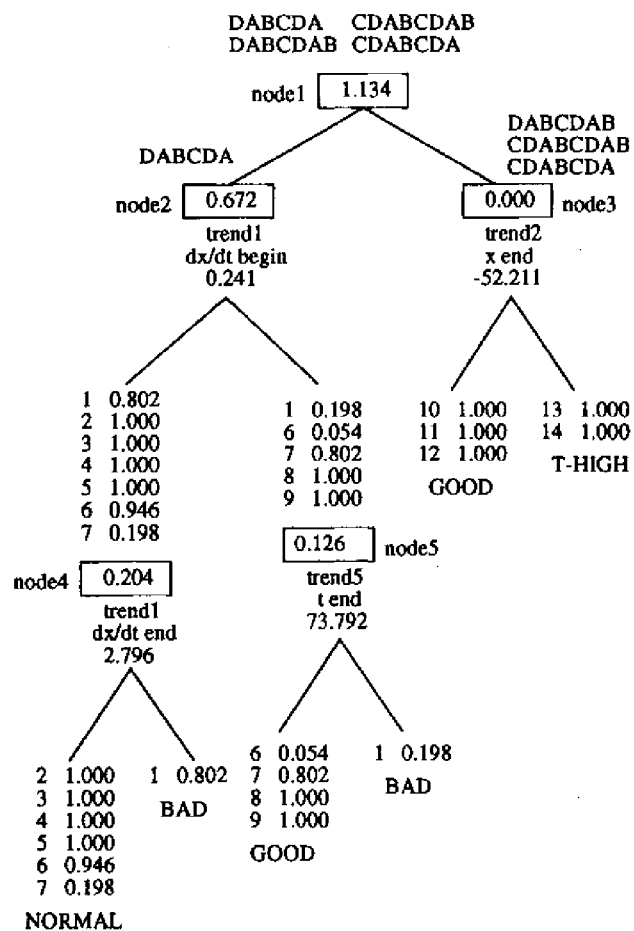 DABCDA CDABCDAB
DABCDAB CDABCDA
node1 1.134
DABCDA
DABCDAB
CDABCDAB
CDABCDA
node2 0.672
trend1
dx/dt begin
0.241
0.000 node3
trend2
x end
-52.211
1 0.802
2 1.000
3 1.000
4 1.000
5 1.000
6 0.946
7 0.198
1 0.198
6 0.054
7 0.802
8 1.000
9 1.000
10 1.000
11 1.000
12 1.000
GOOD
13 1.000
14 1.000
T-HIGH
node4 0.204
trend1
dx/dt end
2.796
0.126 node5
trend5
t end
73.792
2 1.000
3 1.000
4 1.000
5 1.000
6 0.946
7 0.198
NORMAL
1 0.802
BAD
6 0.054
7 0.802
8 1.000
9 1.000
GOOD
1 0.198
BAD